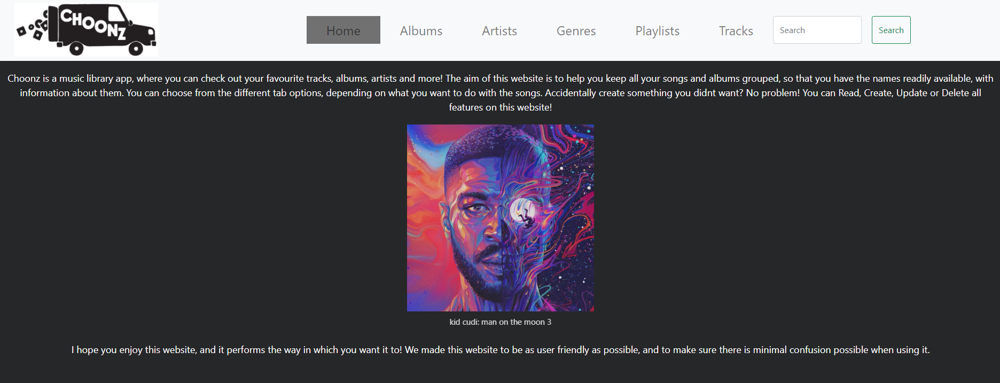 CHOONZ
Home Albums Artists Genres Playlists Tracks Search Search
Choonz is a music library app, where you can check out your favourite tracks, albums, artists and more! The aim of this website is to help you keep all your songs and albums grouped, so that you have the names readily available, with
information about them. You can choose from the different tab options, depending on what you want to do with the songs. Accidentally create something you didnt want? No problem! You can Read, Create, Update or Delete all
features on this website!
kid cudi: man on the moon 3
I hope you enjoy this website, and it performs the way in which you want it to! We made this website to be as user friendly as possible, and to make sure there is minimal confusion possible when using it.